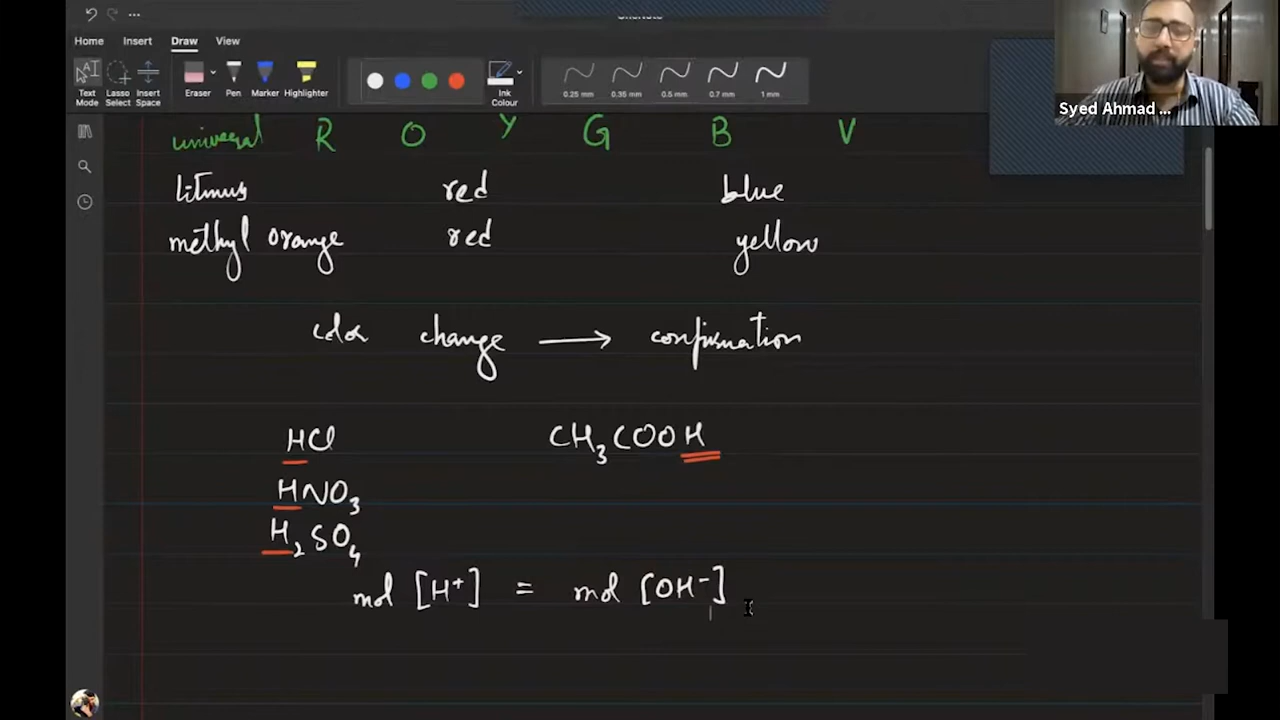 Home Insert Draw View
Text Mode Lasso Select Insert Space Eraser Pen Marker Highlighter Ink Colour 0.25 mm 0.35 mm 0.5 mm 0.7 mm 1 mm
Syed Ahmad ...
univeral R O Y G B V
litmus red blue
methyl orange red yellow
color change → confirmation
HCl CH₃COOH
HNO₃
H₂SO₄
mol [H⁺] = mol [OH⁻]